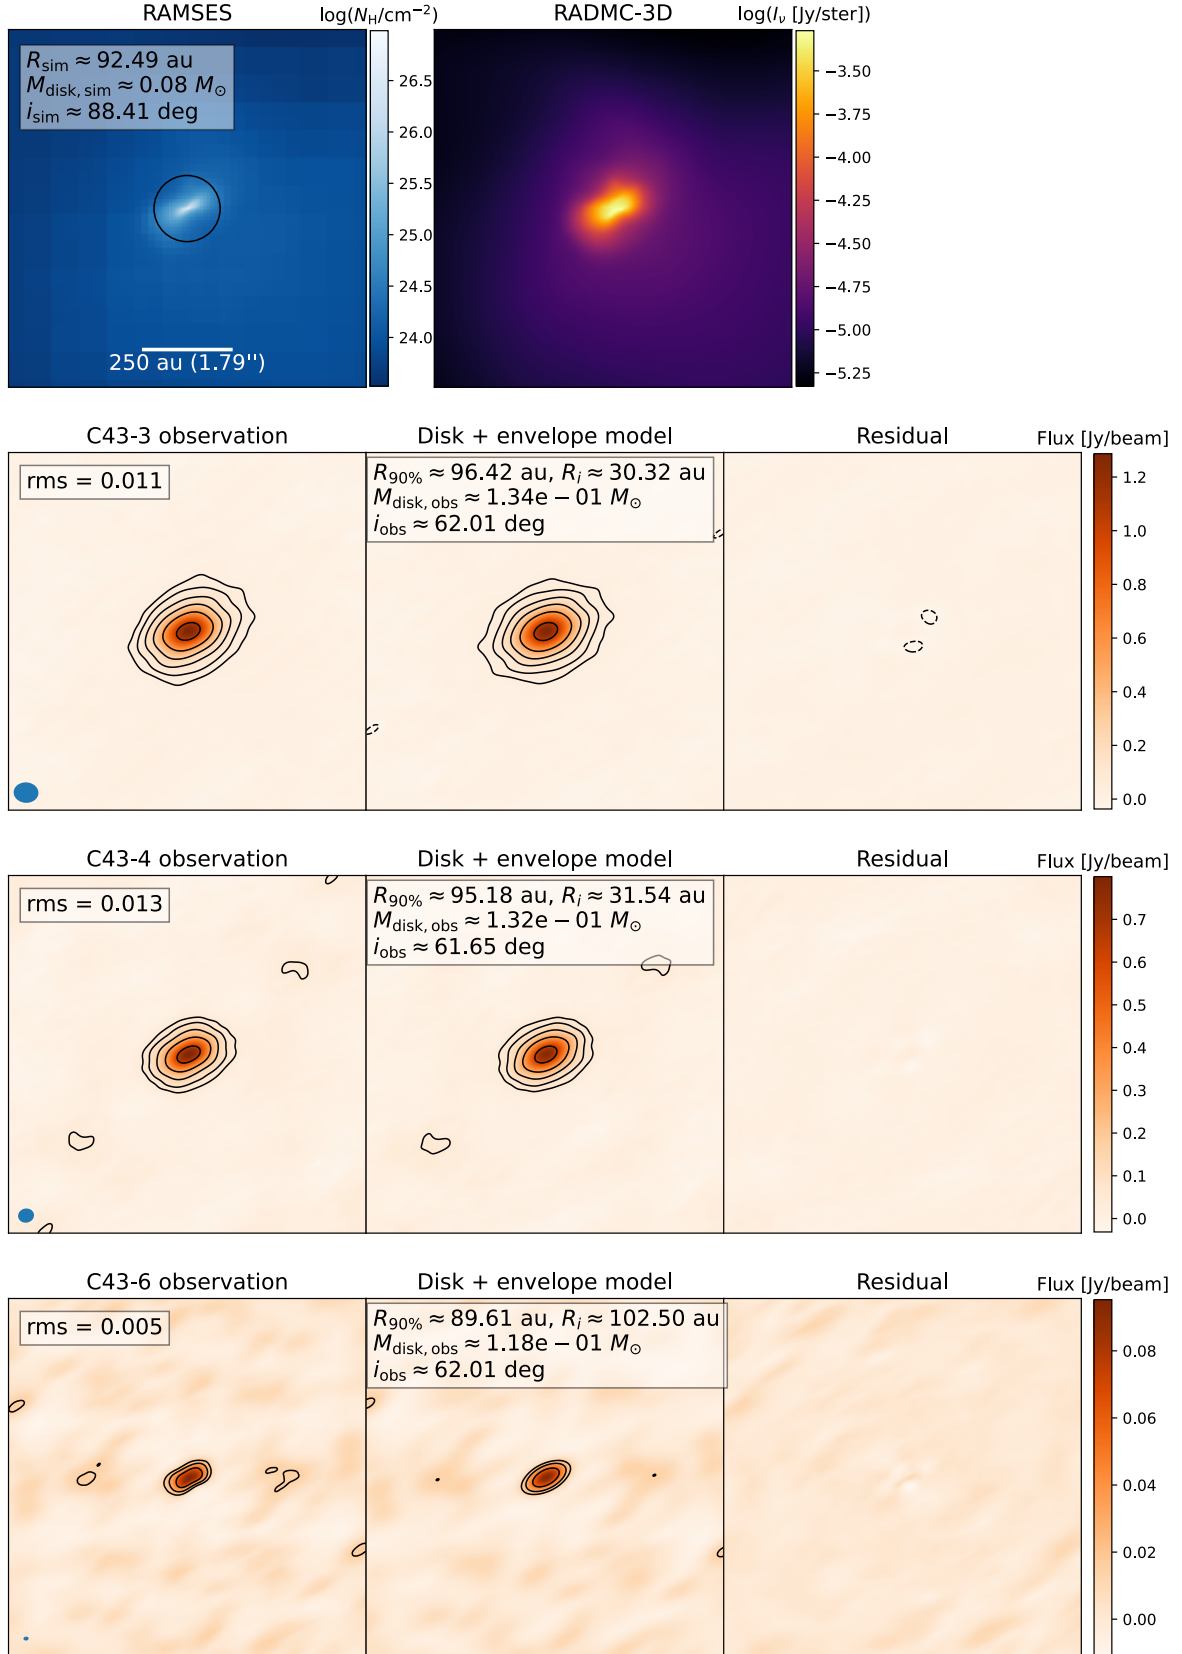 RAMSES
log(N_H/cm⁻²)
RADMC-3D
log(I_ν [Jy/ster])
R_sim ≈ 92.49 au
M_disk, sim ≈ 0.08 M_⊙
i_sim ≈ 88.41 deg
250 au (1.79'')
26.5
26.0
25.5
25.0
24.5
24.0
−3.50
−3.75
−4.00
−4.25
−4.50
−4.75
−5.00
−5.25
C43-3 observation
Disk + envelope model
Residual
Flux [Jy/beam]
rms = 0.011
R_90% ≈ 96.42 au, R_i ≈ 30.32 au
M_disk, obs ≈ 1.34e − 01 M_⊙
i_obs ≈ 62.01 deg
1.2
1.0
0.8
0.6
0.4
0.2
0.0
C43-4 observation
Disk + envelope model
Residual
Flux [Jy/beam]
rms = 0.013
R_90% ≈ 95.18 au, R_i ≈ 31.54 au
M_disk, obs ≈ 1.32e − 01 M_⊙
i_obs ≈ 61.65 deg
0.7
0.6
0.5
0.4
0.3
0.2
0.1
0.0
C43-6 observation
Disk + envelope model
Residual
Flux [Jy/beam]
rms = 0.005
R_90% ≈ 89.61 au, R_i ≈ 102.50 au
M_disk, obs ≈ 1.18e − 01 M_⊙
i_obs ≈ 62.01 deg
0.08
0.06
0.04
0.02
0.00